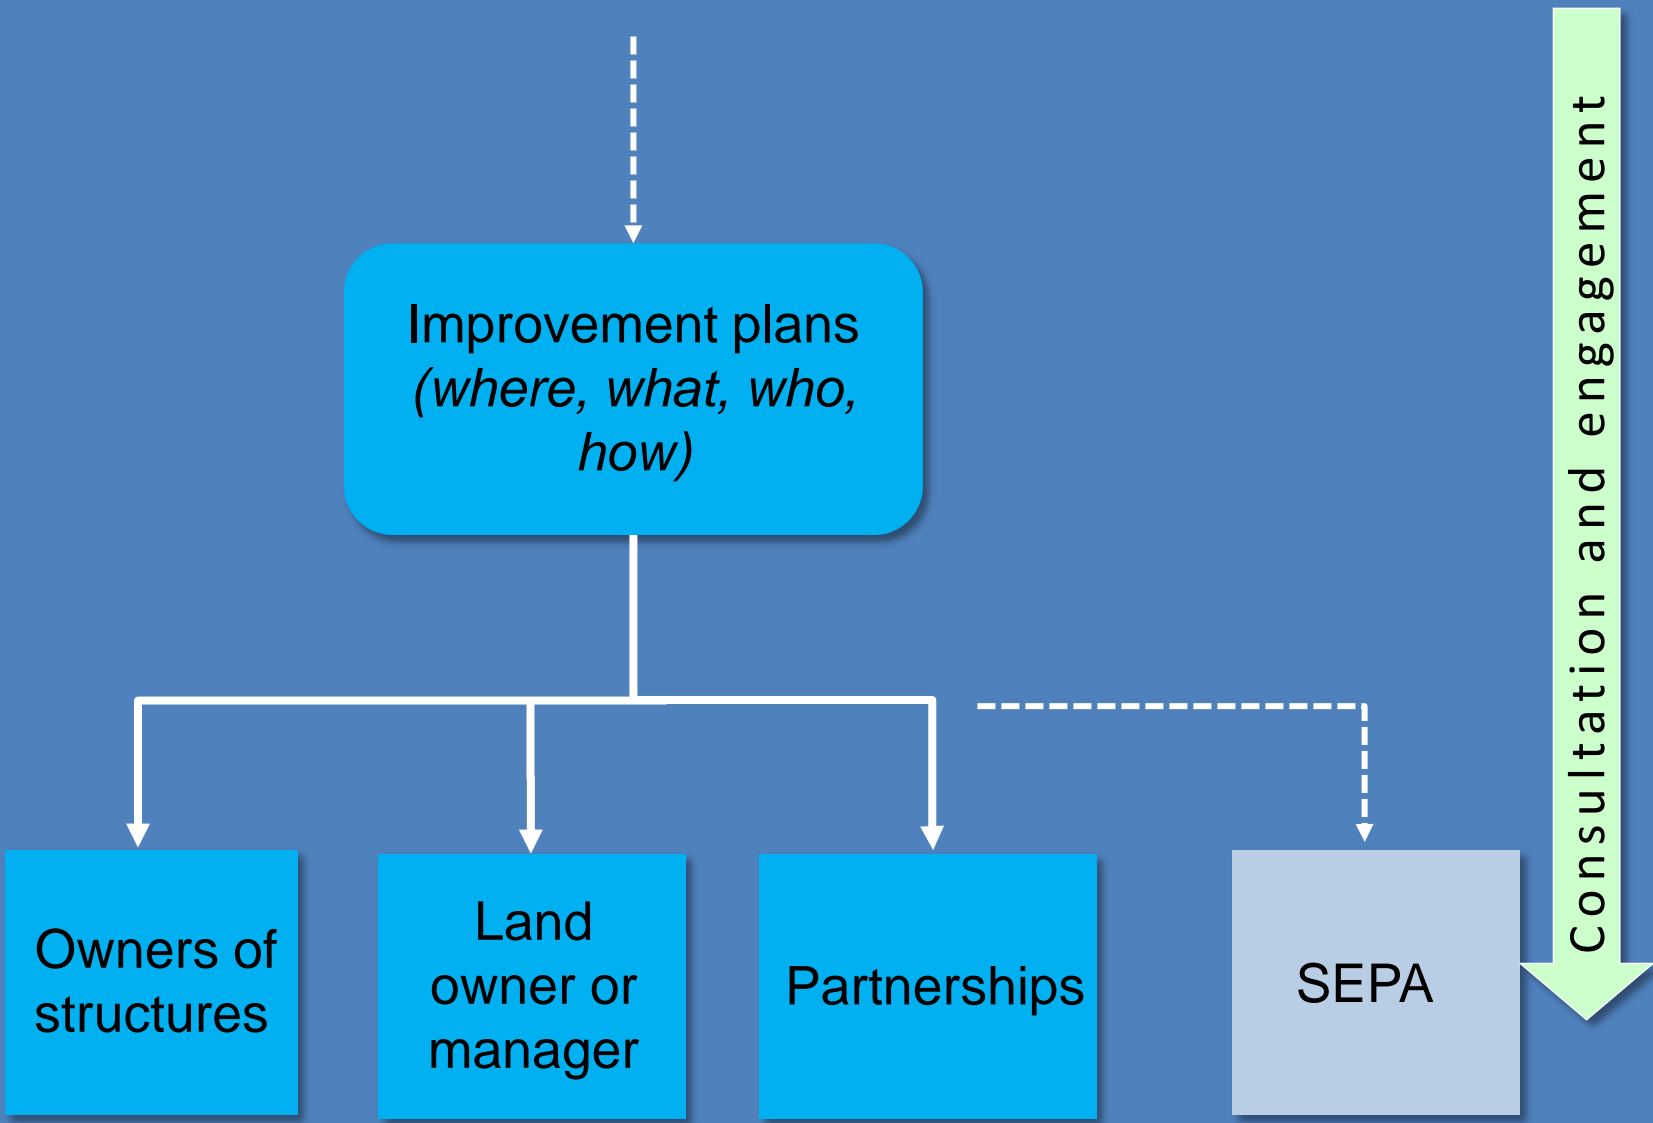 Improvement plans
(where, what, who,
how)
Owners of
structures
Land
owner or
manager
Partnerships
SEPA
Consultation and engagement